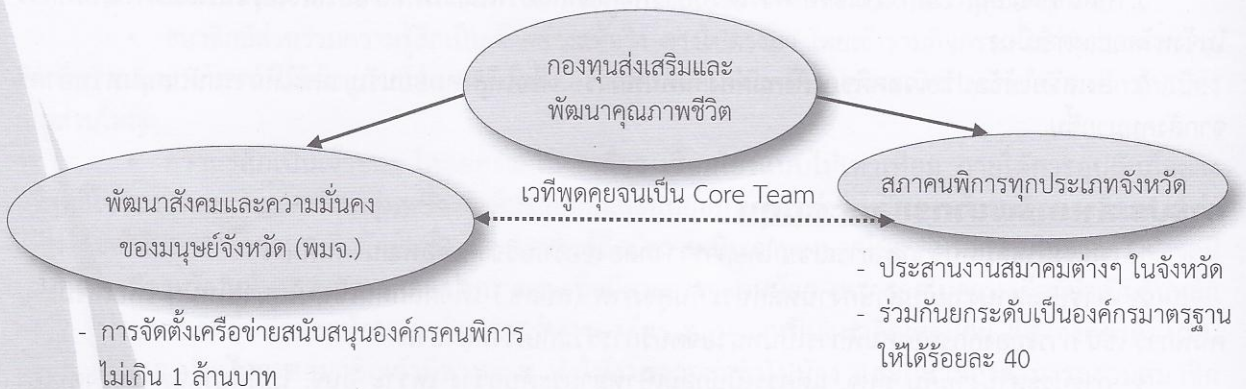 กองทุนส่งเสริมและ
พัฒนาคุณภาพชีวิต
พัฒนาสังคมและความมั่นคง
ของมนุษย์จังหวัด (พมจ.)
เวทีพูดคุยจนเป็น Core Team
สภาคนพิการทุกประเภทจังหวัด
- การจัดตั้งเครือข่ายสนับสนุนองค์กรคนพิการ
ไม่เกิน 1 ล้านบาท
- ประสานงานสมาคมต่างๆ ในจังหวัด
- ร่วมกันยกระดับเป็นองค์กรมาตรฐาน
ให้ได้ร้อยละ 40